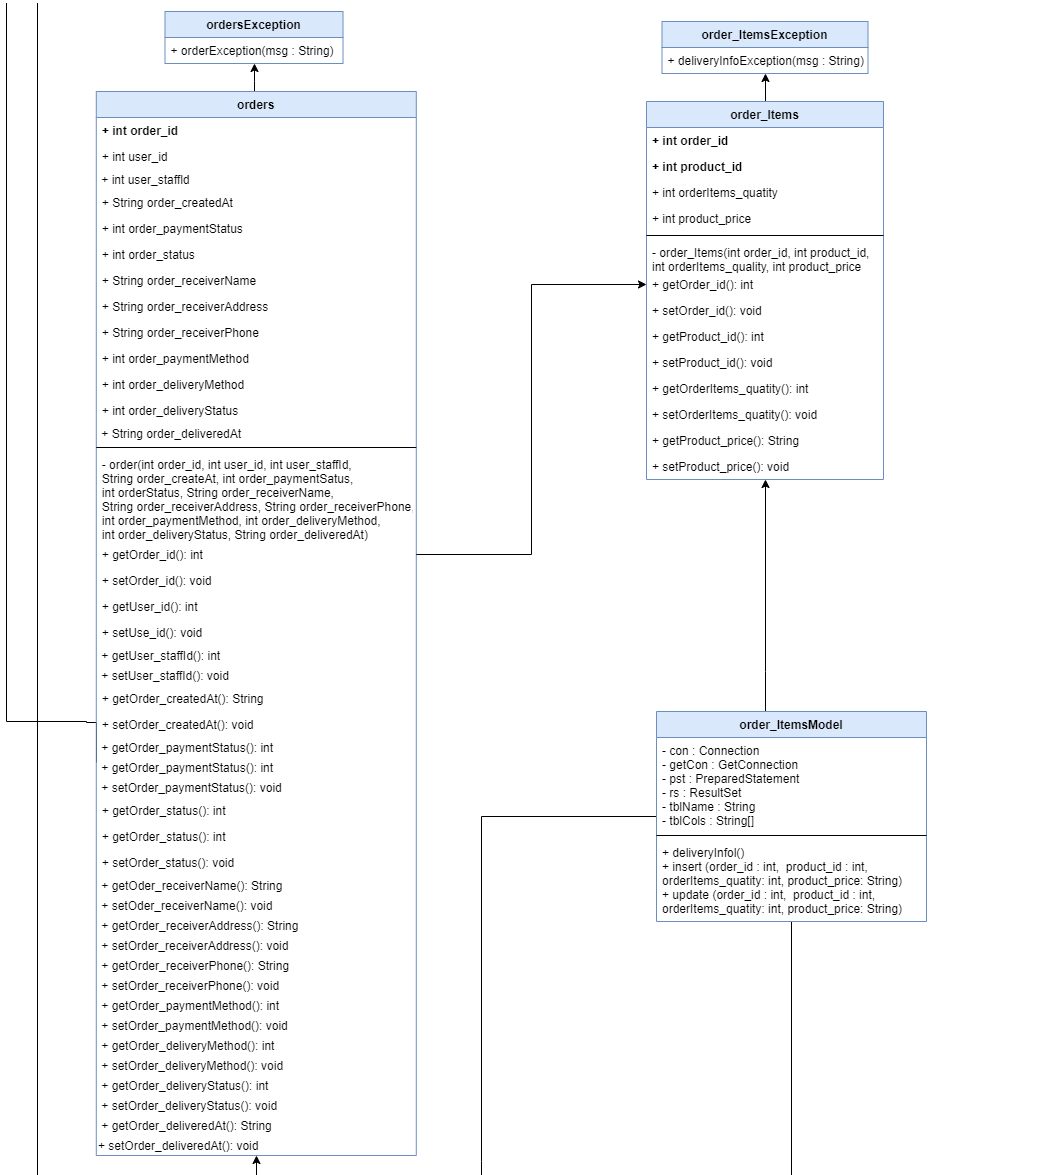 ordersException
+ orderException(msg : String)
orders
+ int order_id
+ int user_id
+ int user_staffId
+ String order_createdAt
+ int order_paymentStatus
+ int order_status
+ String order_receiverName
+ String order_receiverAddress
+ String order_receiverPhone
+ int order_paymentMethod
+ int order_deliveryMethod
+ int order_deliveryStatus
+ String order_deliveredAt
- order(int order_id, int user_id, int user_staffId,
String order_createAt, int order_paymentSatus,
int orderStatus, String order_receiverName,
String order_receiverAddress, String order_receiverPhone
int order_paymentMethod, int order_deliveryMethod,
int order_deliveryStatus, String order_deliveredAt)
+ getOrder_id(): int
+ setOrder_id(): void
+ getUser_id(): int
+ setUse_id(): void
+ getUser_staffId(): int
+ setUser_staffId(): void
+ getOrder_createdAt(): String
+ setOrder_createdAt(): void
+ getOrder_paymentStatus(): int
+ getOrder_paymentStatus(): int
+ setOrder_paymentStatus(): void
+ getOrder_status(): int
+ getOrder_status(): int
+ setOrder_status(): void
+ getOder_receiverName(): String
+ setOder_receiverName(): void
+ getOrder_receiverAddress(): String
+ setOrder_receiverAddress(): void
+ getOrder_receiverPhone(): String
+ setOrder_receiverPhone(): void
+ getOrder_paymentMethod(): int
+ setOrder_paymentMethod(): void
+ getOrder_deliveryMethod(): int
+ setOrder_deliveryMethod(): void
+ getOrder_deliveryStatus(): int
+ setOrder_deliveryStatus(): void
+ getOrder_deliveredAt(): String
+ setOrder_deliveredAt(): void
order_ItemsException
+ deliveryInfoException(msg : String)
order_Items
+ int order_id
+ int product_id
+ int orderItems_quatity
+ int product_price
- order_Items(int order_id, int product_id,
int orderItems_quality, int product_price
+ getOrder_id(): int
+ setOrder_id(): void
+ getProduct_id(): int
+ setProduct_id(): void
+ getOrderItems_quatity(): int
+ setOrderItems_quatity(): void
+ getProduct_price(): String
+ setProduct_price(): void
order_ItemsModel
- con : Connection
- getCon : GetConnection
- pst : PreparedStatement
- rs : ResultSet
- tblName : String
- tblCols : String[]
+ deliveryInfol()
+ insert (order_id : int,  product_id : int,
orderItems_quatity: int, product_price: String)
+ update (order_id : int,  product_id : int,
orderItems_quatity: int, product_price: String)